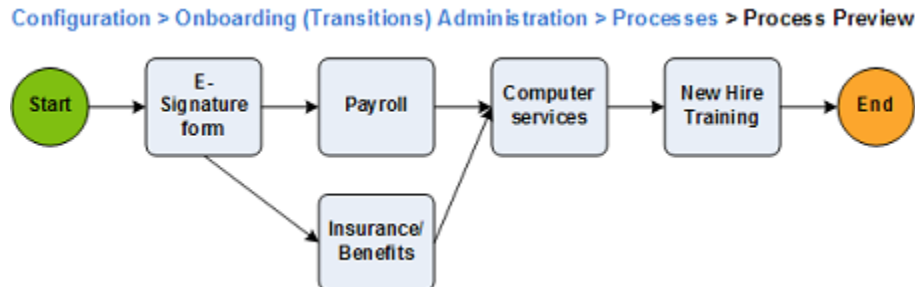 Configuration > Onboarding (Transitions) Administration > Processes > Process Preview
Start
E-
Signature
form
Payroll
Computer
services
New Hire
Training
End
Insurance/
Benefits